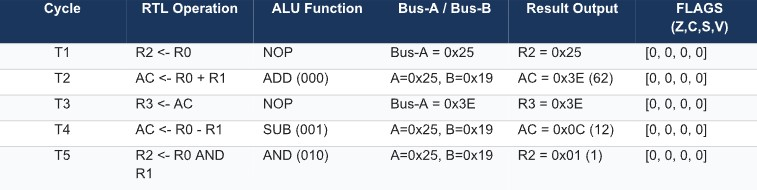 Cycle RTL Operation ALU Function Bus-A / Bus-B Result Output FLAGS
(Z,C,S,V)
T1 R2 <- R0 NOP Bus-A = 0x25 R2 = 0x25 [0, 0, 0, 0]
T2 AC <- R0 + R1 ADD (000) A=0x25, B=0x19 AC = 0x3E (62) [0, 0, 0, 0]
T3 R3 <- AC NOP Bus-A = 0x3E R3 = 0x3E [0, 0, 0, 0]
T4 AC <- R0 - R1 SUB (001) A=0x25, B=0x19 AC = 0x0C (12) [0, 0, 0, 0]
T5 R2 <- R0 AND AND (010) A=0x25, B=0x19 R2 = 0x01 (1) [0, 0, 0, 0]
R1